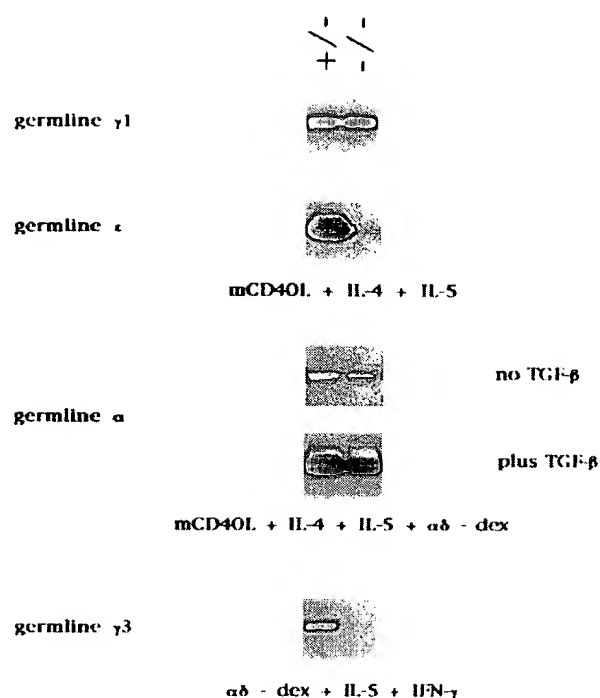 +/- -/-
germline γ1
germline ε
mCD40L + IL-4 + IL-5
no TGF-β
germline α
plus TGF-β
mCD40L + IL-4 + IL-5 + αδ - dex
germline γ3
αδ - dex + IL-5 + IFN-γ